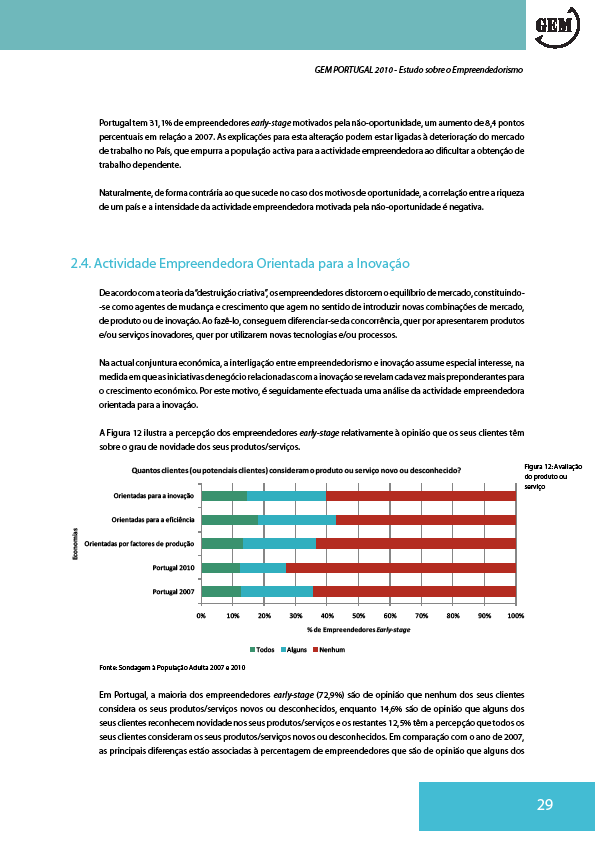 GEM
GEM PORTUGAL 2010 - Estudo sobre o Empreendedorismo
Portugal tem 31,1% de empreendedores early-stage motivados pela não-oportunidade, um aumento de 8,4 pontos
percentuais em relação a 2007. As explicações para esta alteração podem estar ligadas à deterioração do mercado
de trabalho no País, que empurra a população activa para a actividade empreendedora ao dificultar a obtenção de
trabalho dependente.
Naturalmente, de forma contrária ao que sucede no caso dos motivos de oportunidade, a correlação entre a riqueza
de um país e a intensidade da actividade empreendedora motivada pela não-oportunidade é negativa.
2.4. Actividade Empreendedora Orientada para a Inovação
De acordo com a teoria da “destruição criativa”, os empreendedores distorcem o equilíbrio de mercado, constituindo-
-se como agentes de mudança e crescimento que agem no sentido de introduzir novas combinações de mercado,
de produto ou de inovação. Ao fazê-lo, conseguem diferenciar-se da concorrência, quer por apresentarem produtos
e/ou serviços inovadores, quer por utilizarem novas tecnologias e/ou processos.
Na actual conjuntura económica, a interligação entre empreendedorismo e inovação assume especial interesse, na
medida em que as iniciativas de negócio relacionadas com a inovação se revelam cada vez mais preponderantes para
o crescimento económico. Por este motivo, é seguidamente efectuada uma análise da actividade empreendedora
orientada para a inovação.
A Figura 12 ilustra a percepção dos empreendedores early-stage relativamente à opinião que os seus clientes têm
sobre o grau de novidade dos seus produtos/serviços.
Figura 12: Avaliação
do produto ou
serviço
Quantos clientes (ou potenciais clientes) consideram o produto ou serviço novo ou desconhecido?
Economias
Orientadas para a inovação
Orientadas para a eficiência
Orientadas por factores de produção
Portugal 2010
Portugal 2007
0% 10% 20% 30% 40% 50% 60% 70% 80% 90% 100%
% de Empreendedores Early-stage
Todos Alguns Nenhum
Fonte: Sondagem à População Adulta 2007 e 2010
Em Portugal, a maioria dos empreendedores early-stage (72,9%) são de opinião que nenhum dos seus clientes
considera os seus produtos/serviços novos ou desconhecidos, enquanto 14,6% são de opinião que alguns dos
seus clientes reconhecem novidade nos seus produtos/serviços e os restantes 12,5% têm a percepção que todos os
seus clientes consideram os seus produtos/serviços novos ou desconhecidos. Em comparação com o ano de 2007,
as principais diferenças estão associadas à percentagem de empreendedores que são de opinião que alguns dos
29